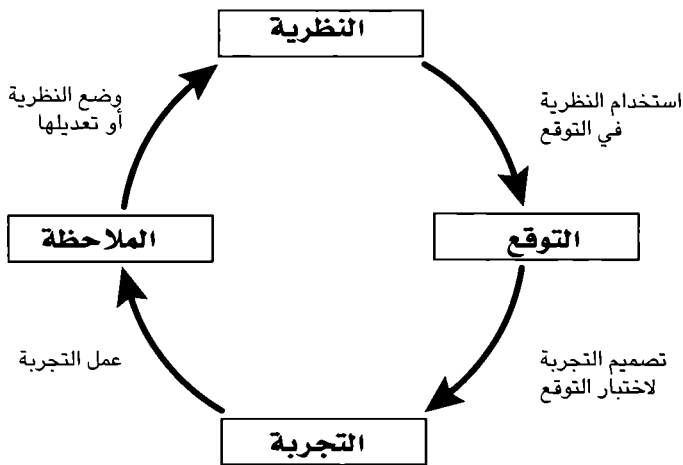 النظرية
وضع النظرية
أو تعديلها
استخدام النظرية
في التوقع
الملاحظة
التوقع
عمل التجربة
تصميم التجربة
لاختبار التوقع
التجربة